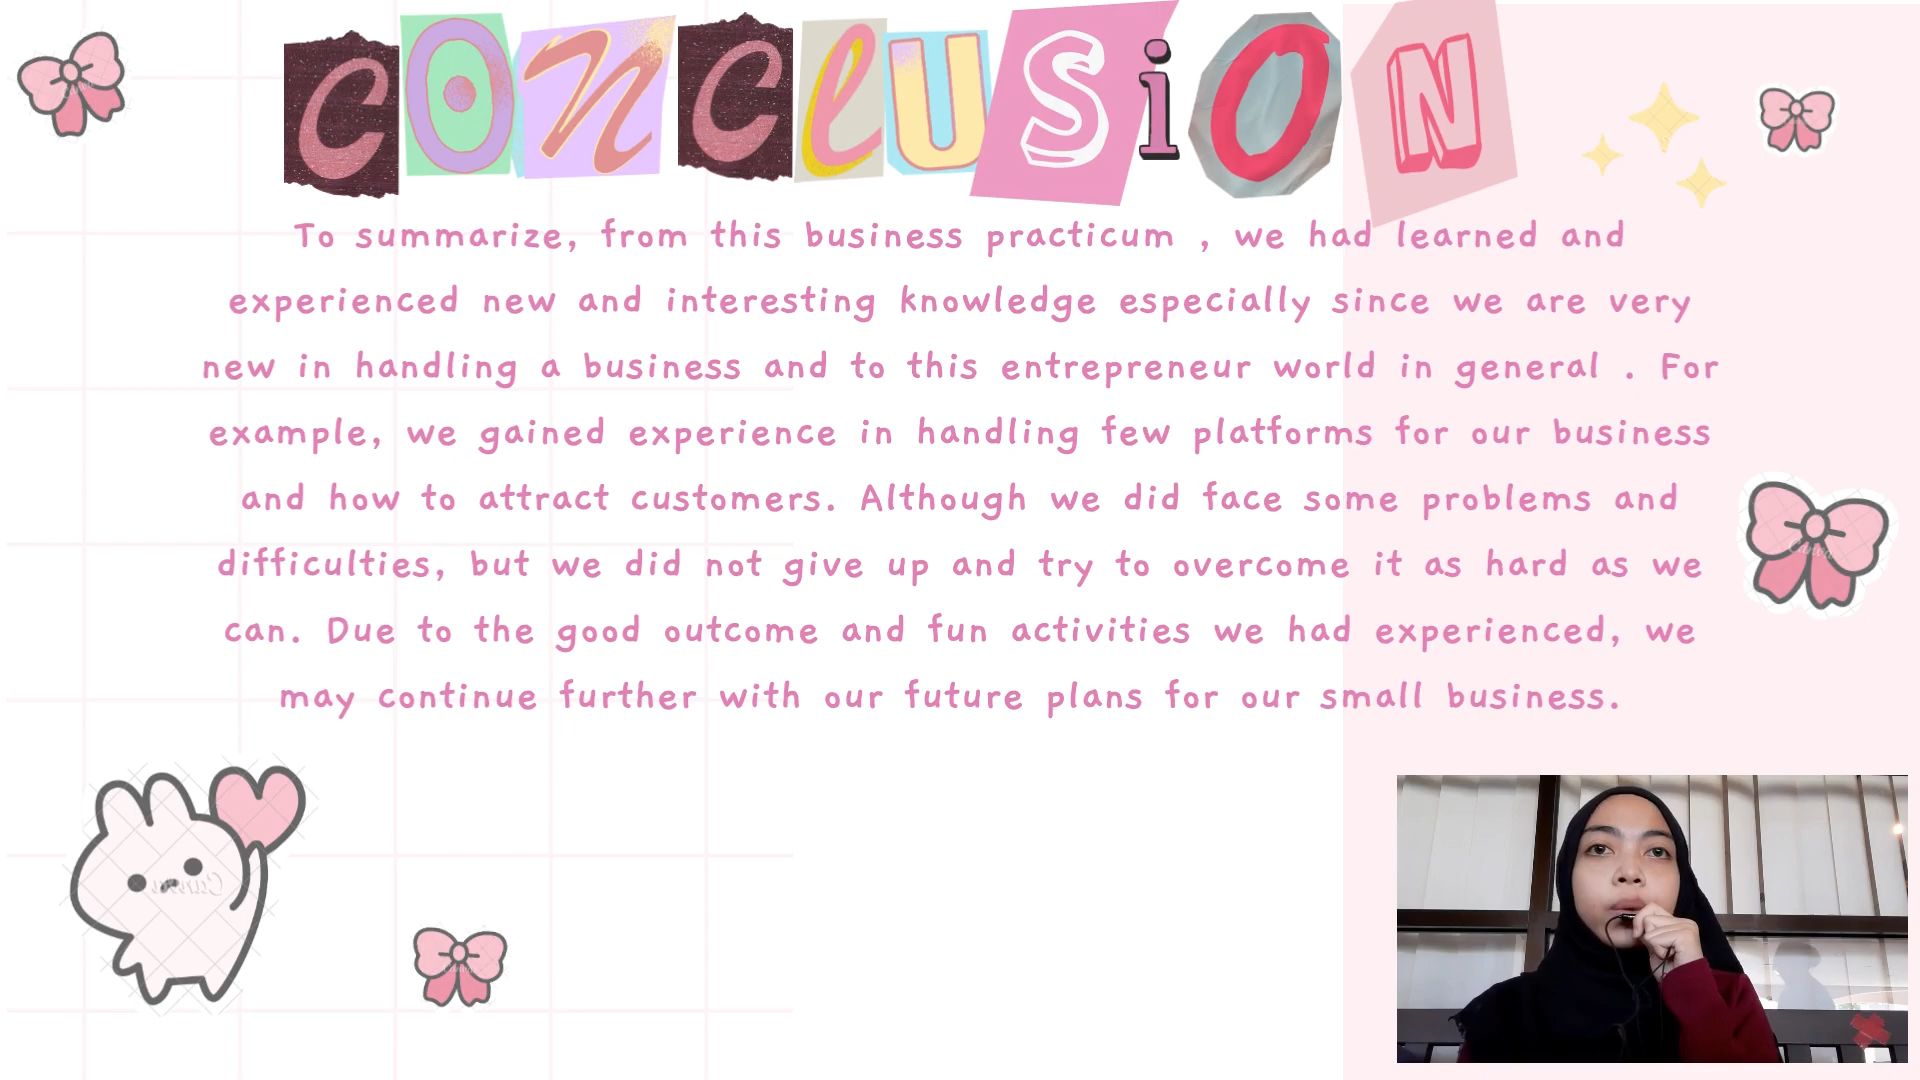 CONClUSiON
To summarize, from this business practicum , we had learned and
experienced new and interesting knowledge especially since we are very
new in handling a business and to this entrepreneur world in general . For
example, we gained experience in handling few platforms for our business
and how to attract customers. Although we did face some problems and
difficulties, but we did not give up and try to overcome it as hard as we
can. Due to the good outcome and fun activities we had experienced, we
may continue further with our future plans for our small business.
Canva
Canva
Canva